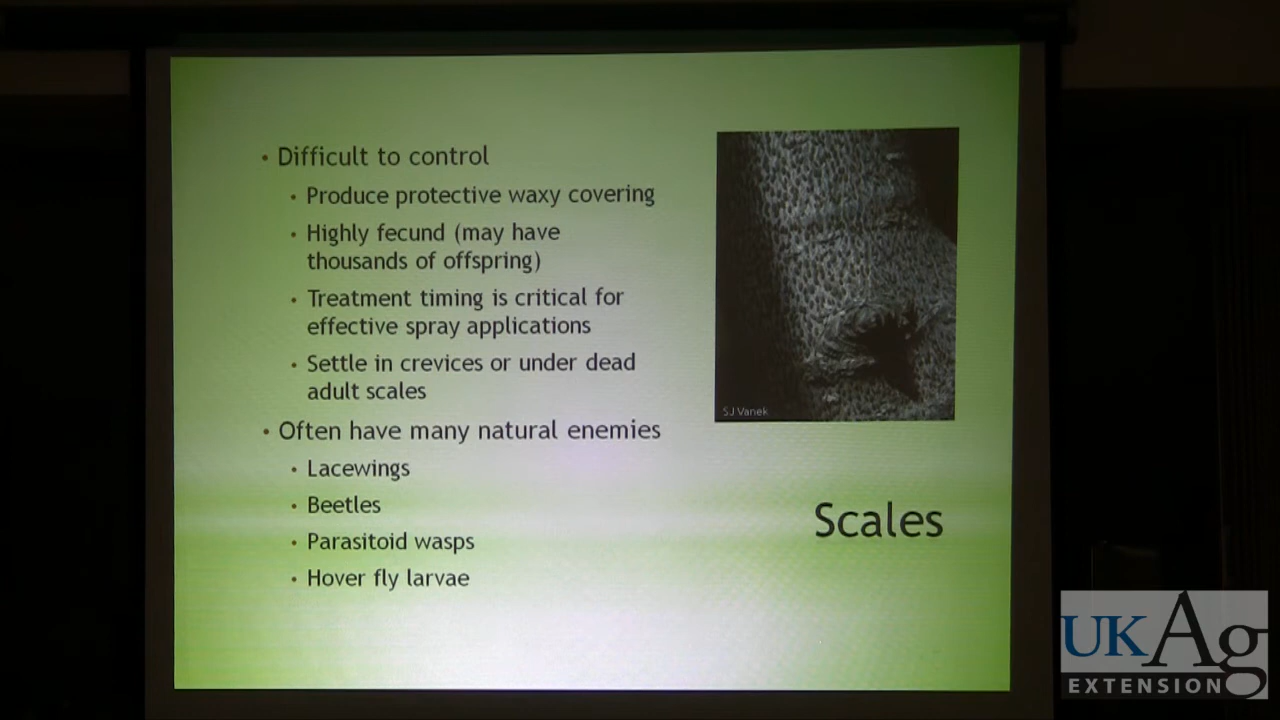 • Difficult to control
• Produce protective waxy covering
• Highly fecund (may have
thousands of offspring)
• Treatment timing is critical for
effective spray applications
• Settle in crevices or under dead
adult scales
• Often have many natural enemies
• Lacewings
• Beetles
• Parasitoid wasps
• Hover fly larvae
SJ Vanek
Scales
UKAg
EXTENSION